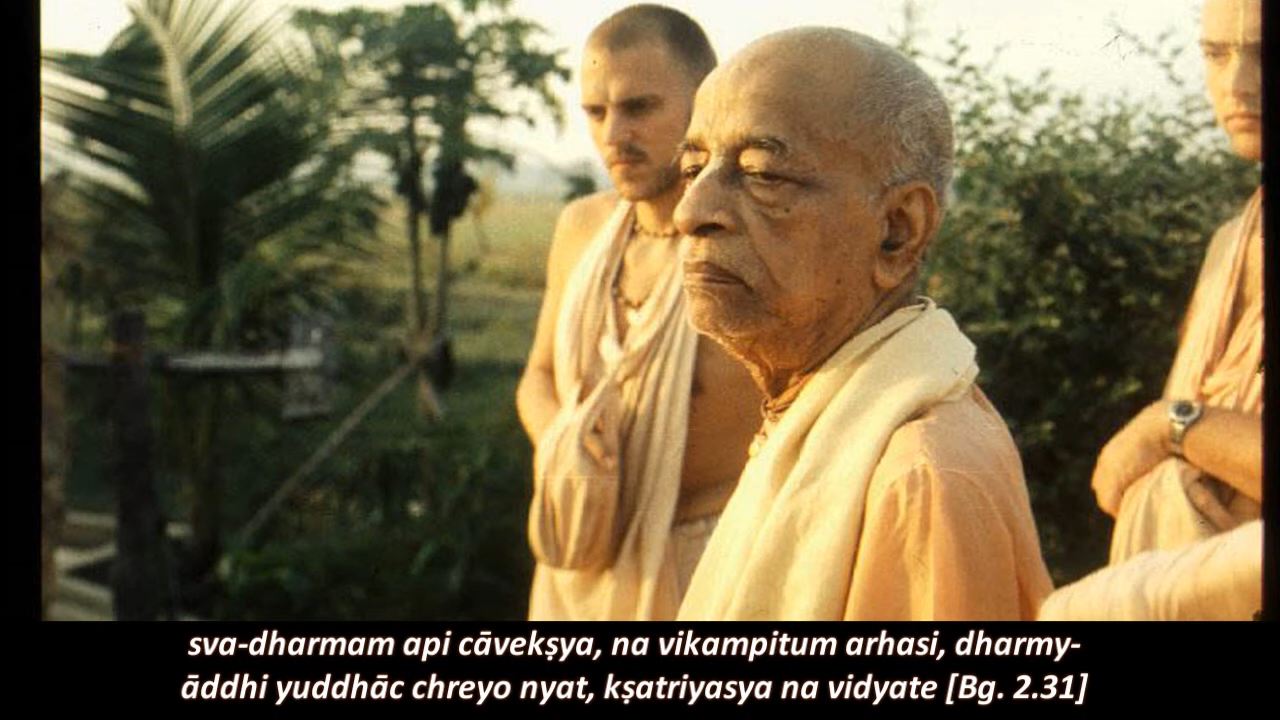 sva-dharmam api cāvekṣya, na vikampitum arhasi, dharmy-
āddhi yuddhāc chreyo nyat, kṣatriyasya na vidyate [Bg. 2.31]